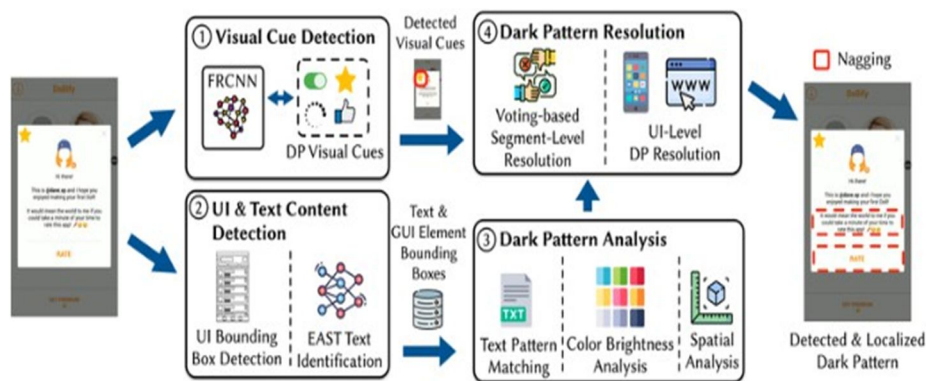 Dollify
Hi there!
This is @dave.xp and I hope you
enjoyed making your first Doll!
It would mean the world to me if you
could take a minute of your time to
rate this app!
RATE
① Visual Cue Detection
FRCNN
DP Visual Cues
Detected
Visual Cues
② UI & Text Content
Detection
UI Bounding
Box Detection
EAST Text
Identification
Text &
GUI Element
Bounding
Boxes
③ Dark Pattern Analysis
TXT
Text Pattern
Matching
Color Brightness
Analysis
Spatial
Analysis
④ Dark Pattern Resolution
Voting-based
Segment-Level
Resolution
WWW
UI-Level
DP Resolution
Nagging
Dollify
Hi there!
This is @dave.xp and I hope you
enjoyed making your first Doll!
It would mean the world to me if you
could take a minute of your time to
rate this app!
RATE
Detected & Localized
Dark Pattern